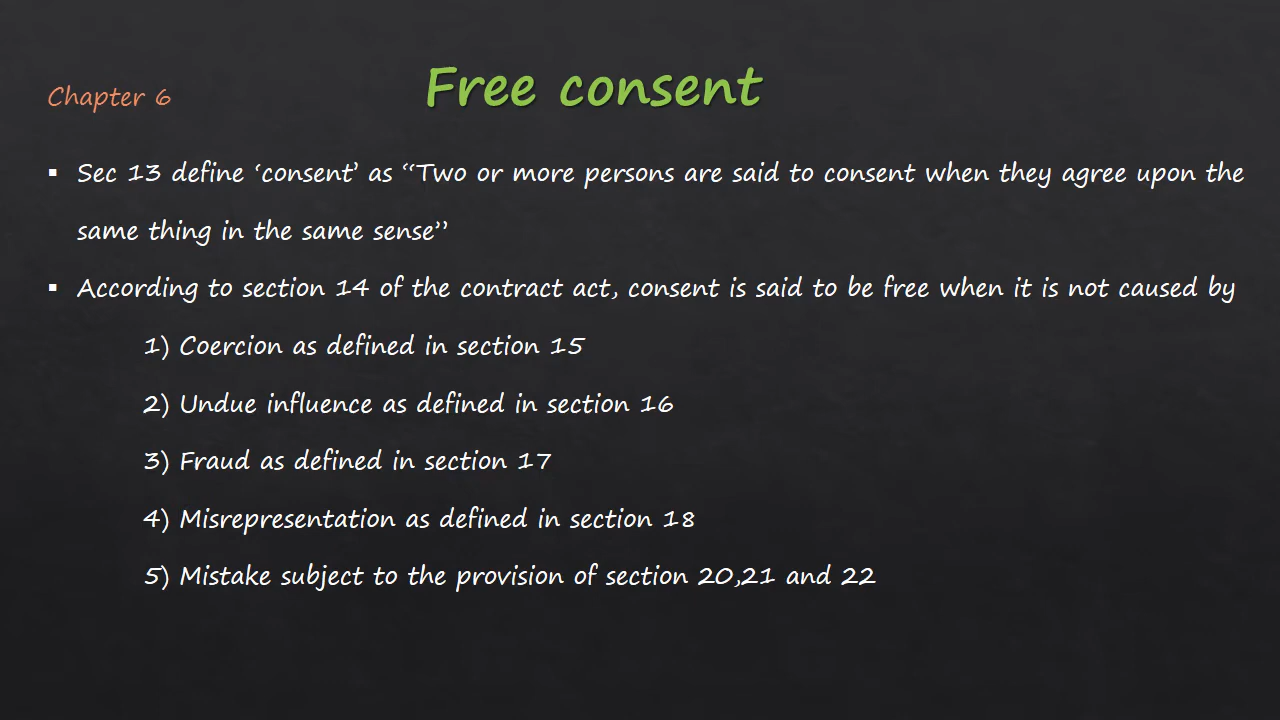 Chapter 6
Free consent
▪ Sec 13 define ‘consent’ as “Two or more persons are said to consent when they agree upon the
same thing in the same sense”
▪ According to section 14 of the contract act, consent is said to be free when it is not caused by
1) Coercion as defined in section 15
2) Undue influence as defined in section 16
3) Fraud as defined in section 17
4) Misrepresentation as defined in section 18
5) Mistake subject to the provision of section 20,21 and 22